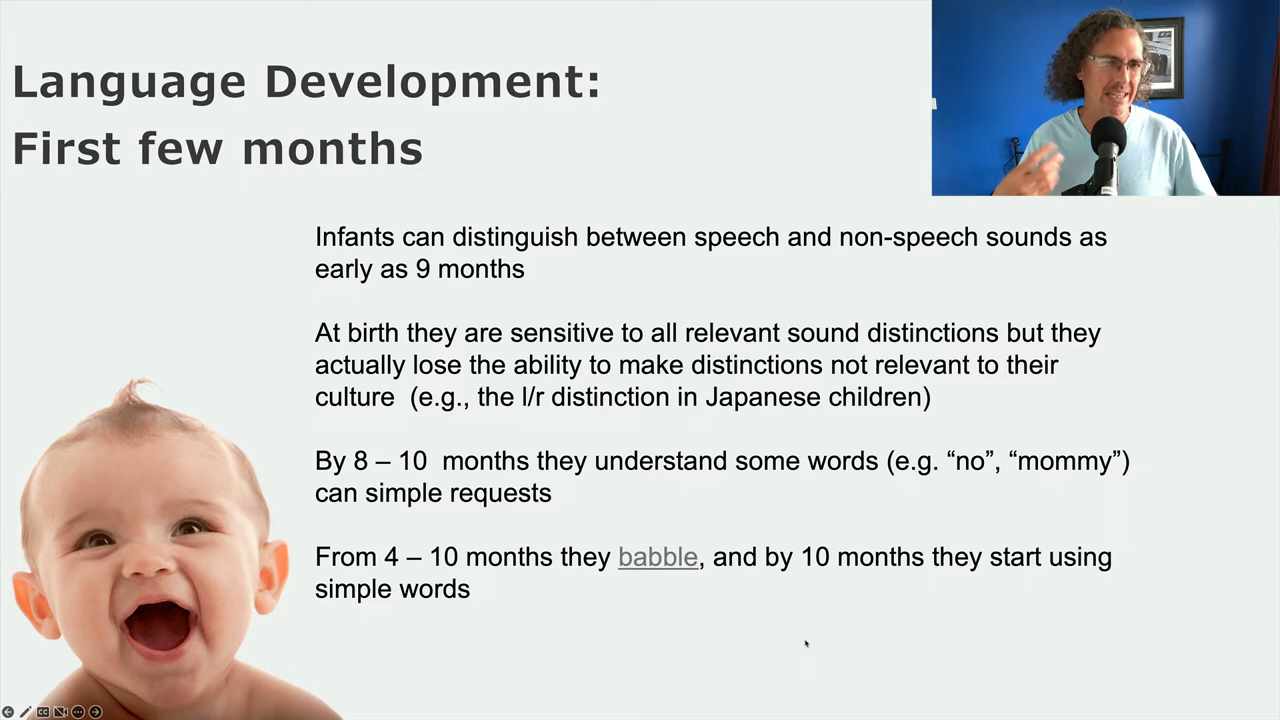 Language Development:
First few months
Infants can distinguish between speech and non-speech sounds as
early as 9 months
At birth they are sensitive to all relevant sound distinctions but they
actually lose the ability to make distinctions not relevant to their
culture  (e.g., the l/r distinction in Japanese children)
By 8 – 10  months they understand some words (e.g. “no”, “mommy”)
can simple requests
From 4 – 10 months they babble, and by 10 months they start using
simple words